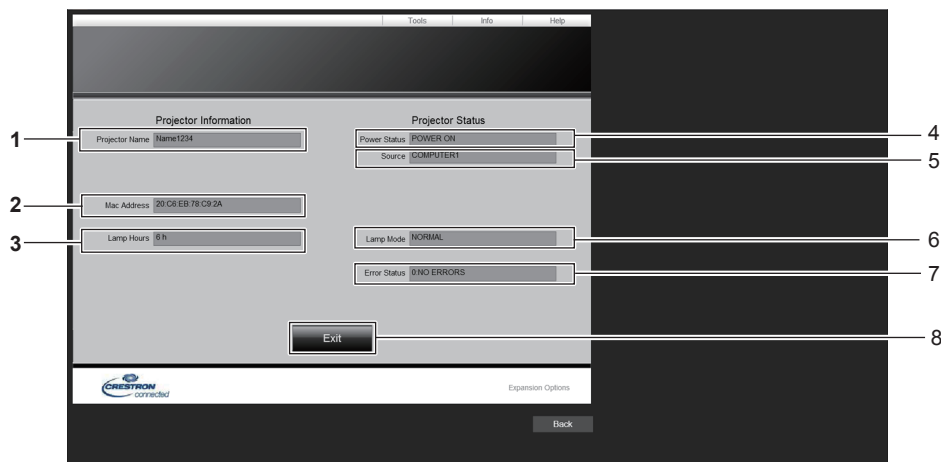 Tools Info Help
Projector Information Projector Status
1 Projector Name Name1234 Power Status POWER ON 4
Source COMPUTER1 5
2 Mac Address 20:C6:EB:78:C9:2A
3 Lamp Hours 6 h Lamp Mode NORMAL 6
Error Status 0:NO ERRORS 7
Exit 8
CRESTRON
connected Expansion Options
Back